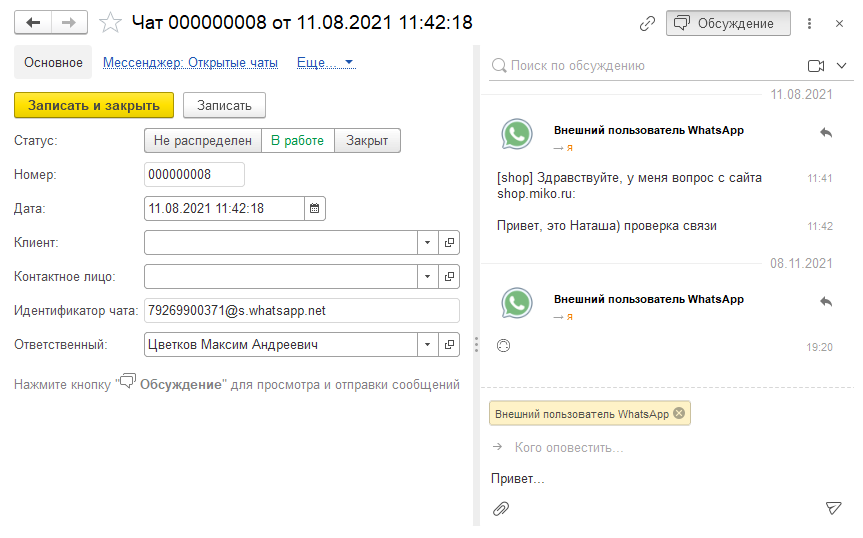 Чат 000000008 от 11.08.2021 11:42:18
Обсуждение
Основное
Мессенджер: Открытые чаты
Еще...
Записать и закрыть
Записать
Статус:
Не распределен
В работе
Закрыт
Номер:
000000008
Дата:
11.08.2021 11:42:18
Клиент:
Контактное лицо:
Идентификатор чата:
79269900371@s.whatsapp.net
Ответственный:
Цветков Максим Андреевич
Нажмите кнопку " Обсуждение" для просмотра и отправки сообщений
Поиск по обсуждению
11.08.2021
Внешний пользователь WhatsApp
→ я
[shop] Здравствуйте, у меня вопрос с сайта
11:41
shop.miko.ru:
Привет, это Наташа) проверка связи
11:42
08.11.2021
Внешний пользователь WhatsApp
→ я
19:20
Внешний пользователь WhatsApp
→ Кого оповестить...
Привет...